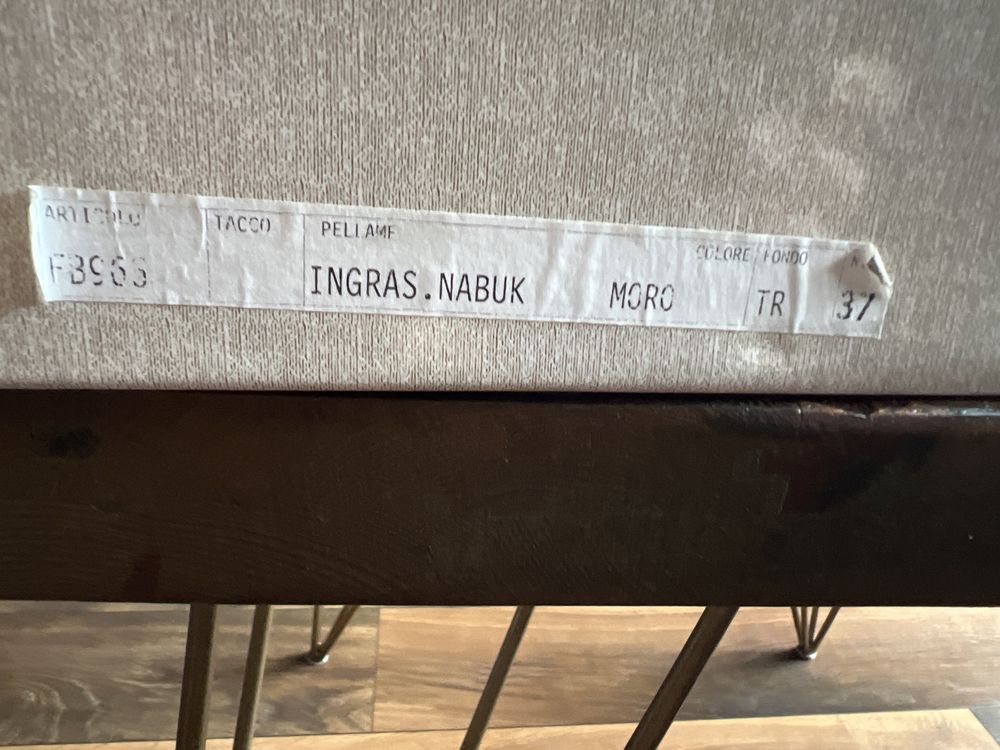 ARTICOLO TACCO PELLAME COLORE FONDO
INGRAS.NABUK MORO TR 37